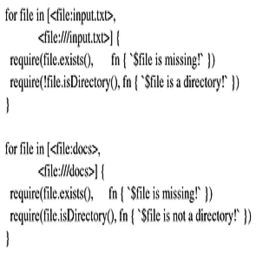 for file in [<file:input.txt>,
<file:///input.txt>] {
require(file.exists(), fn { `$file is missing!` })
require(!file.isDirectory(), fn { `$file is a directory!` })
}
for file in [<file:docs>,
<file:///docs>] {
require(file.exists(), fn { `$file is missing!` })
require(file.isDirectory(), fn { `$file is not a directory!` })
}